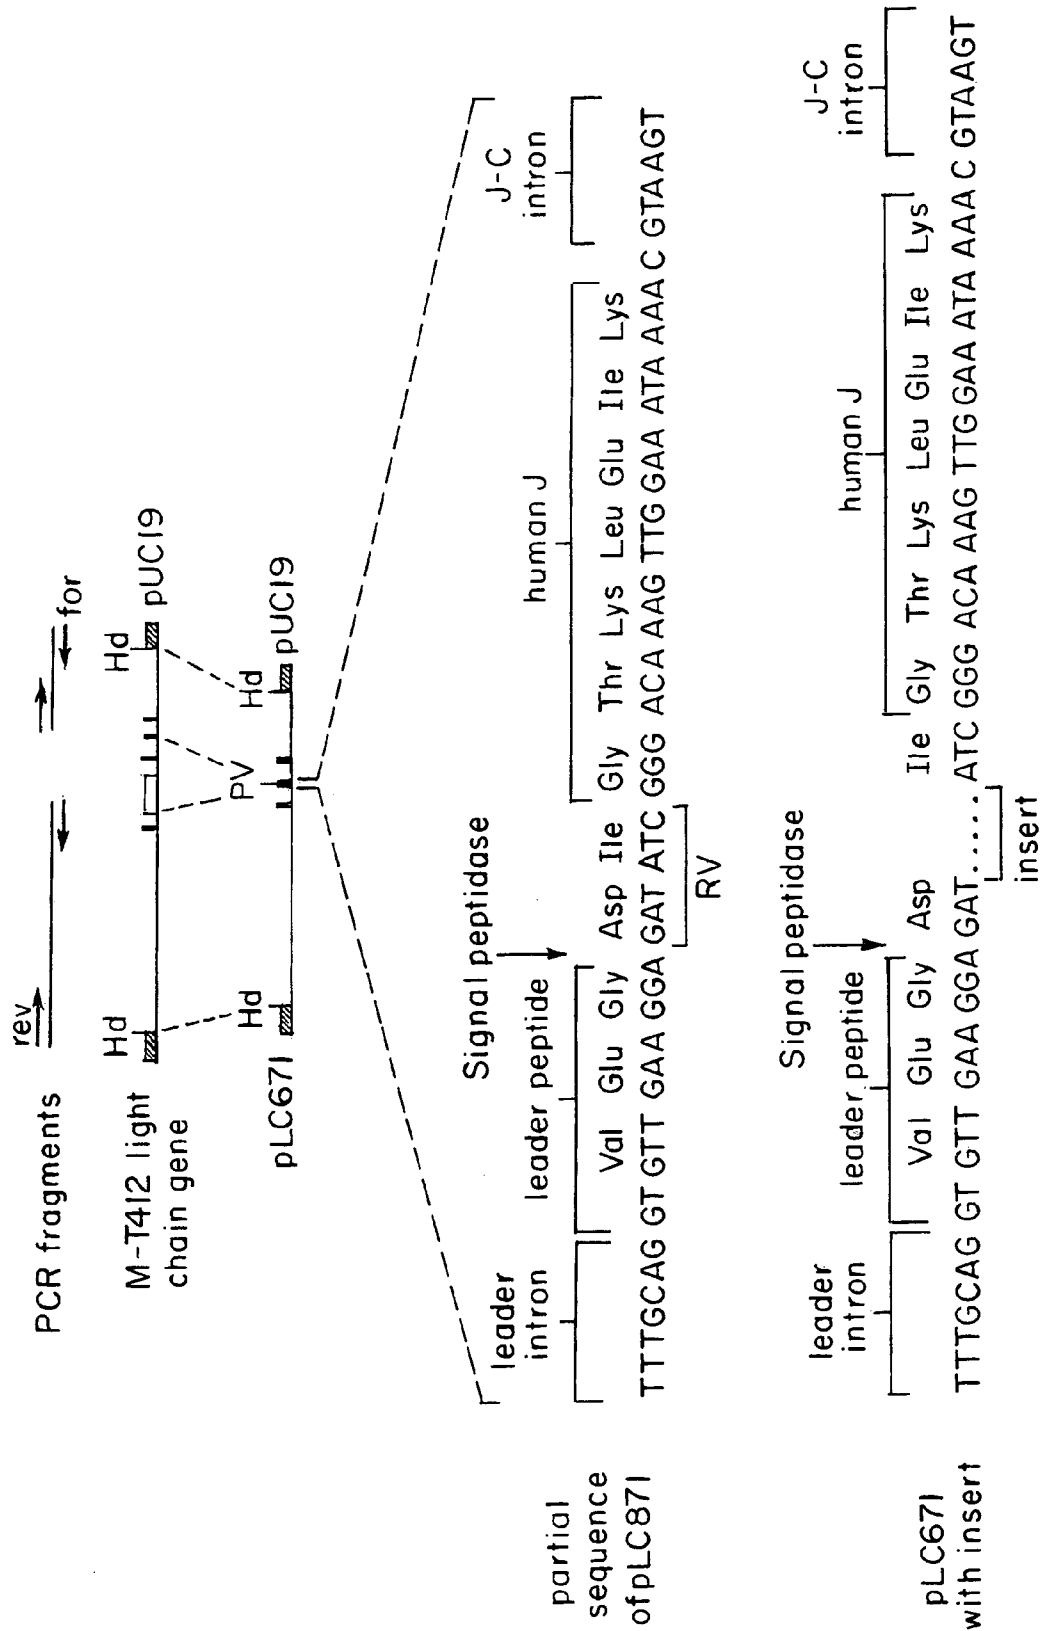 PCR fragments
rev
for
M-T412 light
chain gene
Hd
Hd
pUC19
pLC671
Hd
PV
Hd
pUC19
partial
sequence
of pLC871
leader
intron
leader peptide
Signal peptidase
human J
J-C
intron
Val Glu Gly Asp Ile Gly Thr Lys Leu Glu Ile Lys
TTTGCAG GT GTT GAA GGA GAT ATC GGG ACA AAG TTG GAA ATA AAA C GTAAGT
RV
pLC671
with insert
leader
intron
leader peptide
Signal peptidase
human J
J-C
intron
Val Glu Gly Asp Ile Gly Thr Lys Leu Glu Ile Lys
TTTGCAG GT GTT GAA GGA GAT...... ATC GGG ACA AAG TTG GAA ATA AAA C GTAAGT
insert